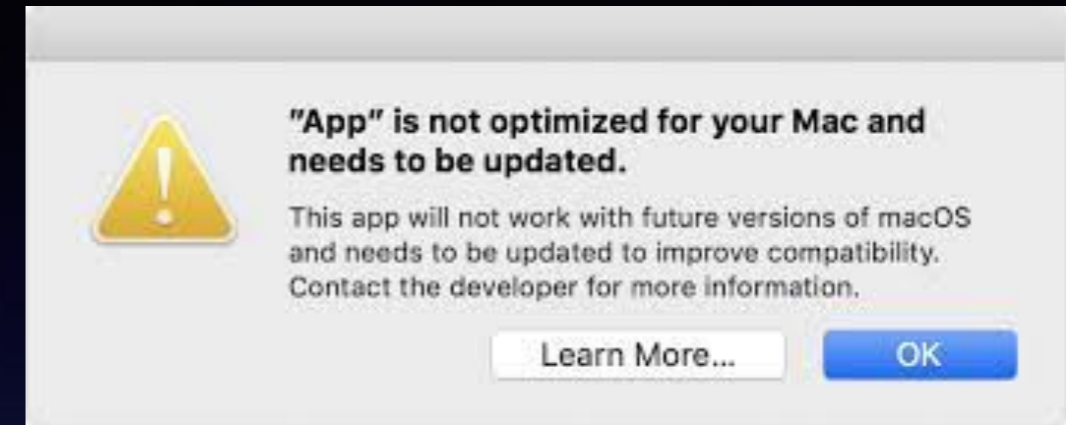 "App" is not optimized for your Mac and
needs to be updated.
This app will not work with future versions of macOS
and needs to be updated to improve compatibility.
Contact the developer for more information.
Learn More... OK